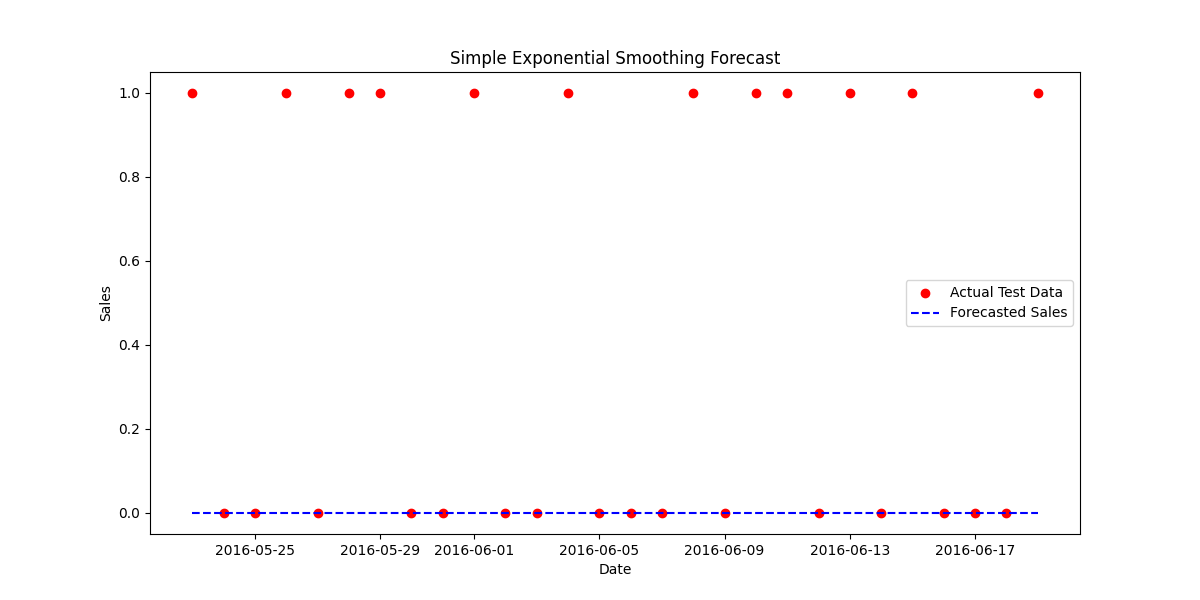 Simple Exponential Smoothing Forecast
1.0
0.8
0.6
0.4
0.2
0.0
Sales
Actual Test Data
Forecasted Sales
2016-05-25 2016-05-29 2016-06-01 2016-06-05 2016-06-09 2016-06-13 2016-06-17
Date